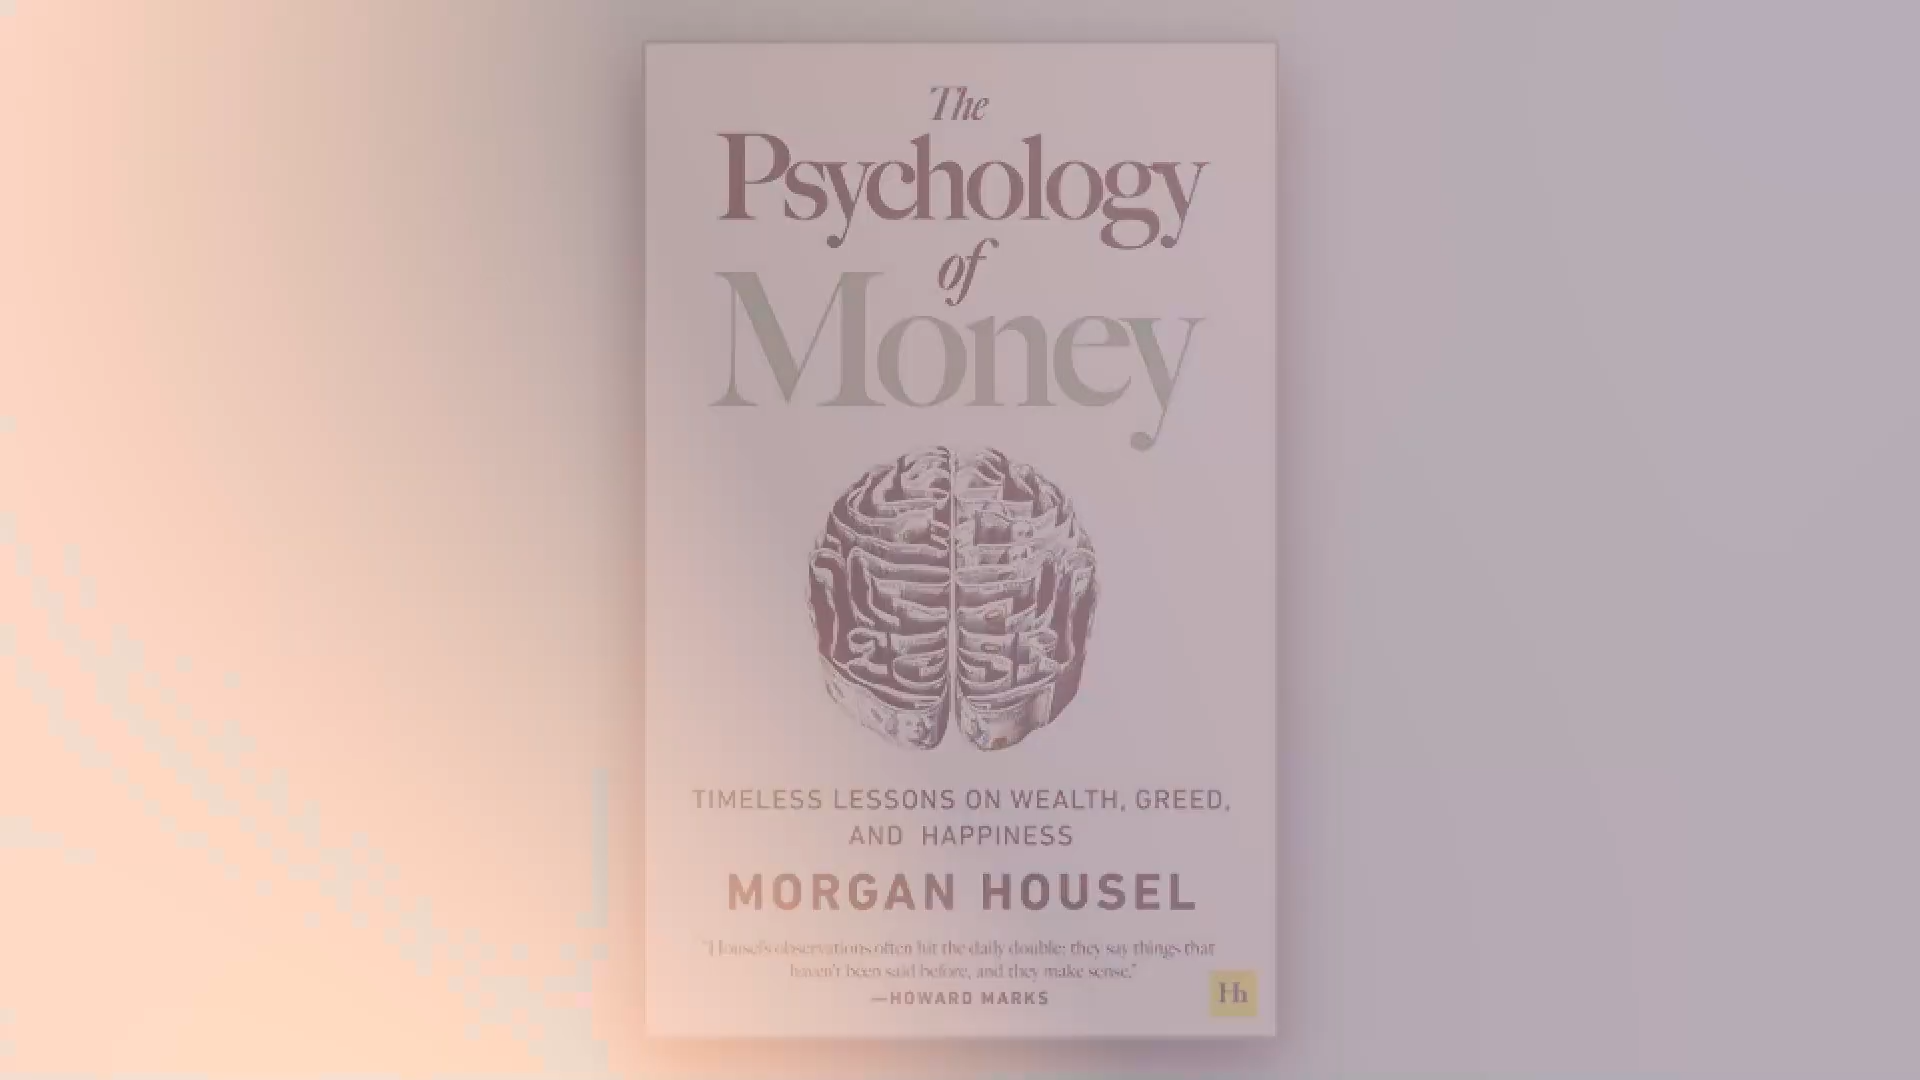 The
Psychology
of
Money
TIMELESS LESSONS ON WEALTH, GREED,
AND HAPPINESS
MORGAN HOUSEL
"Housel's observations often hit the daily double: they say things that
haven't been said before, and they make sense."
—HOWARD MARKS
Hh